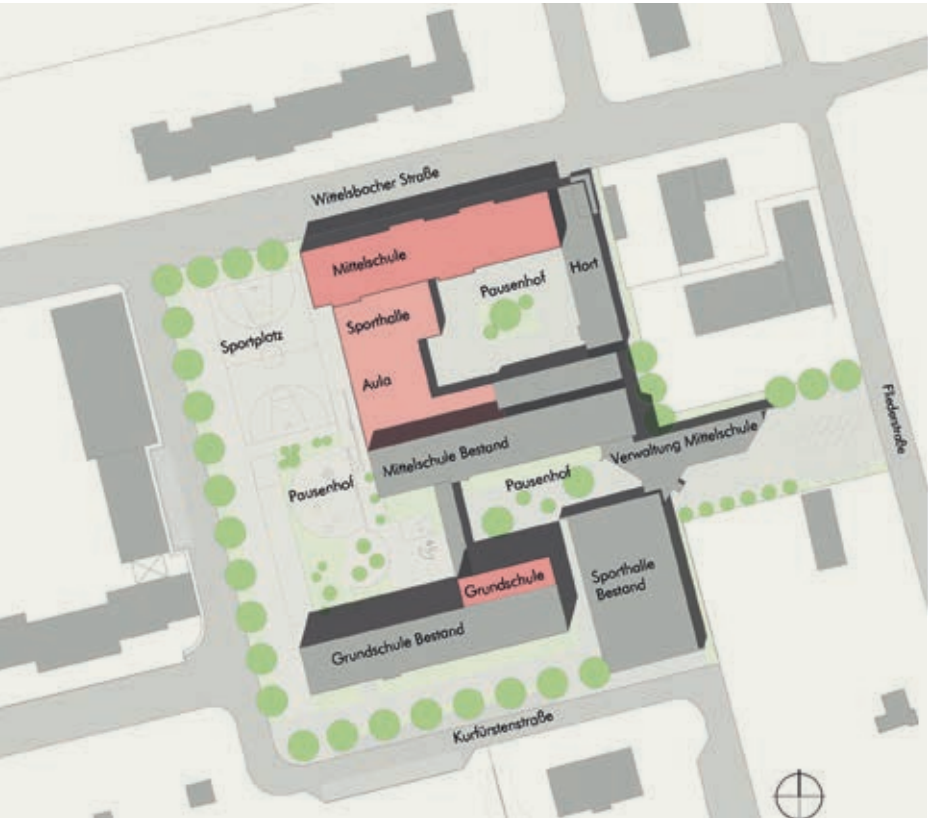 Wittelsbacher Straße
Mittelschule
Pausenhof
Hort
Sporthalle
Sportplatz
Aula
Fliederstraße
Mittelschule Bestand
Verwaltung Mittelschule
Pausenhof
Pausenhof
Grundschule
Sporthalle
Bestand
Grundschule Bestand
Kurfürstenstraße